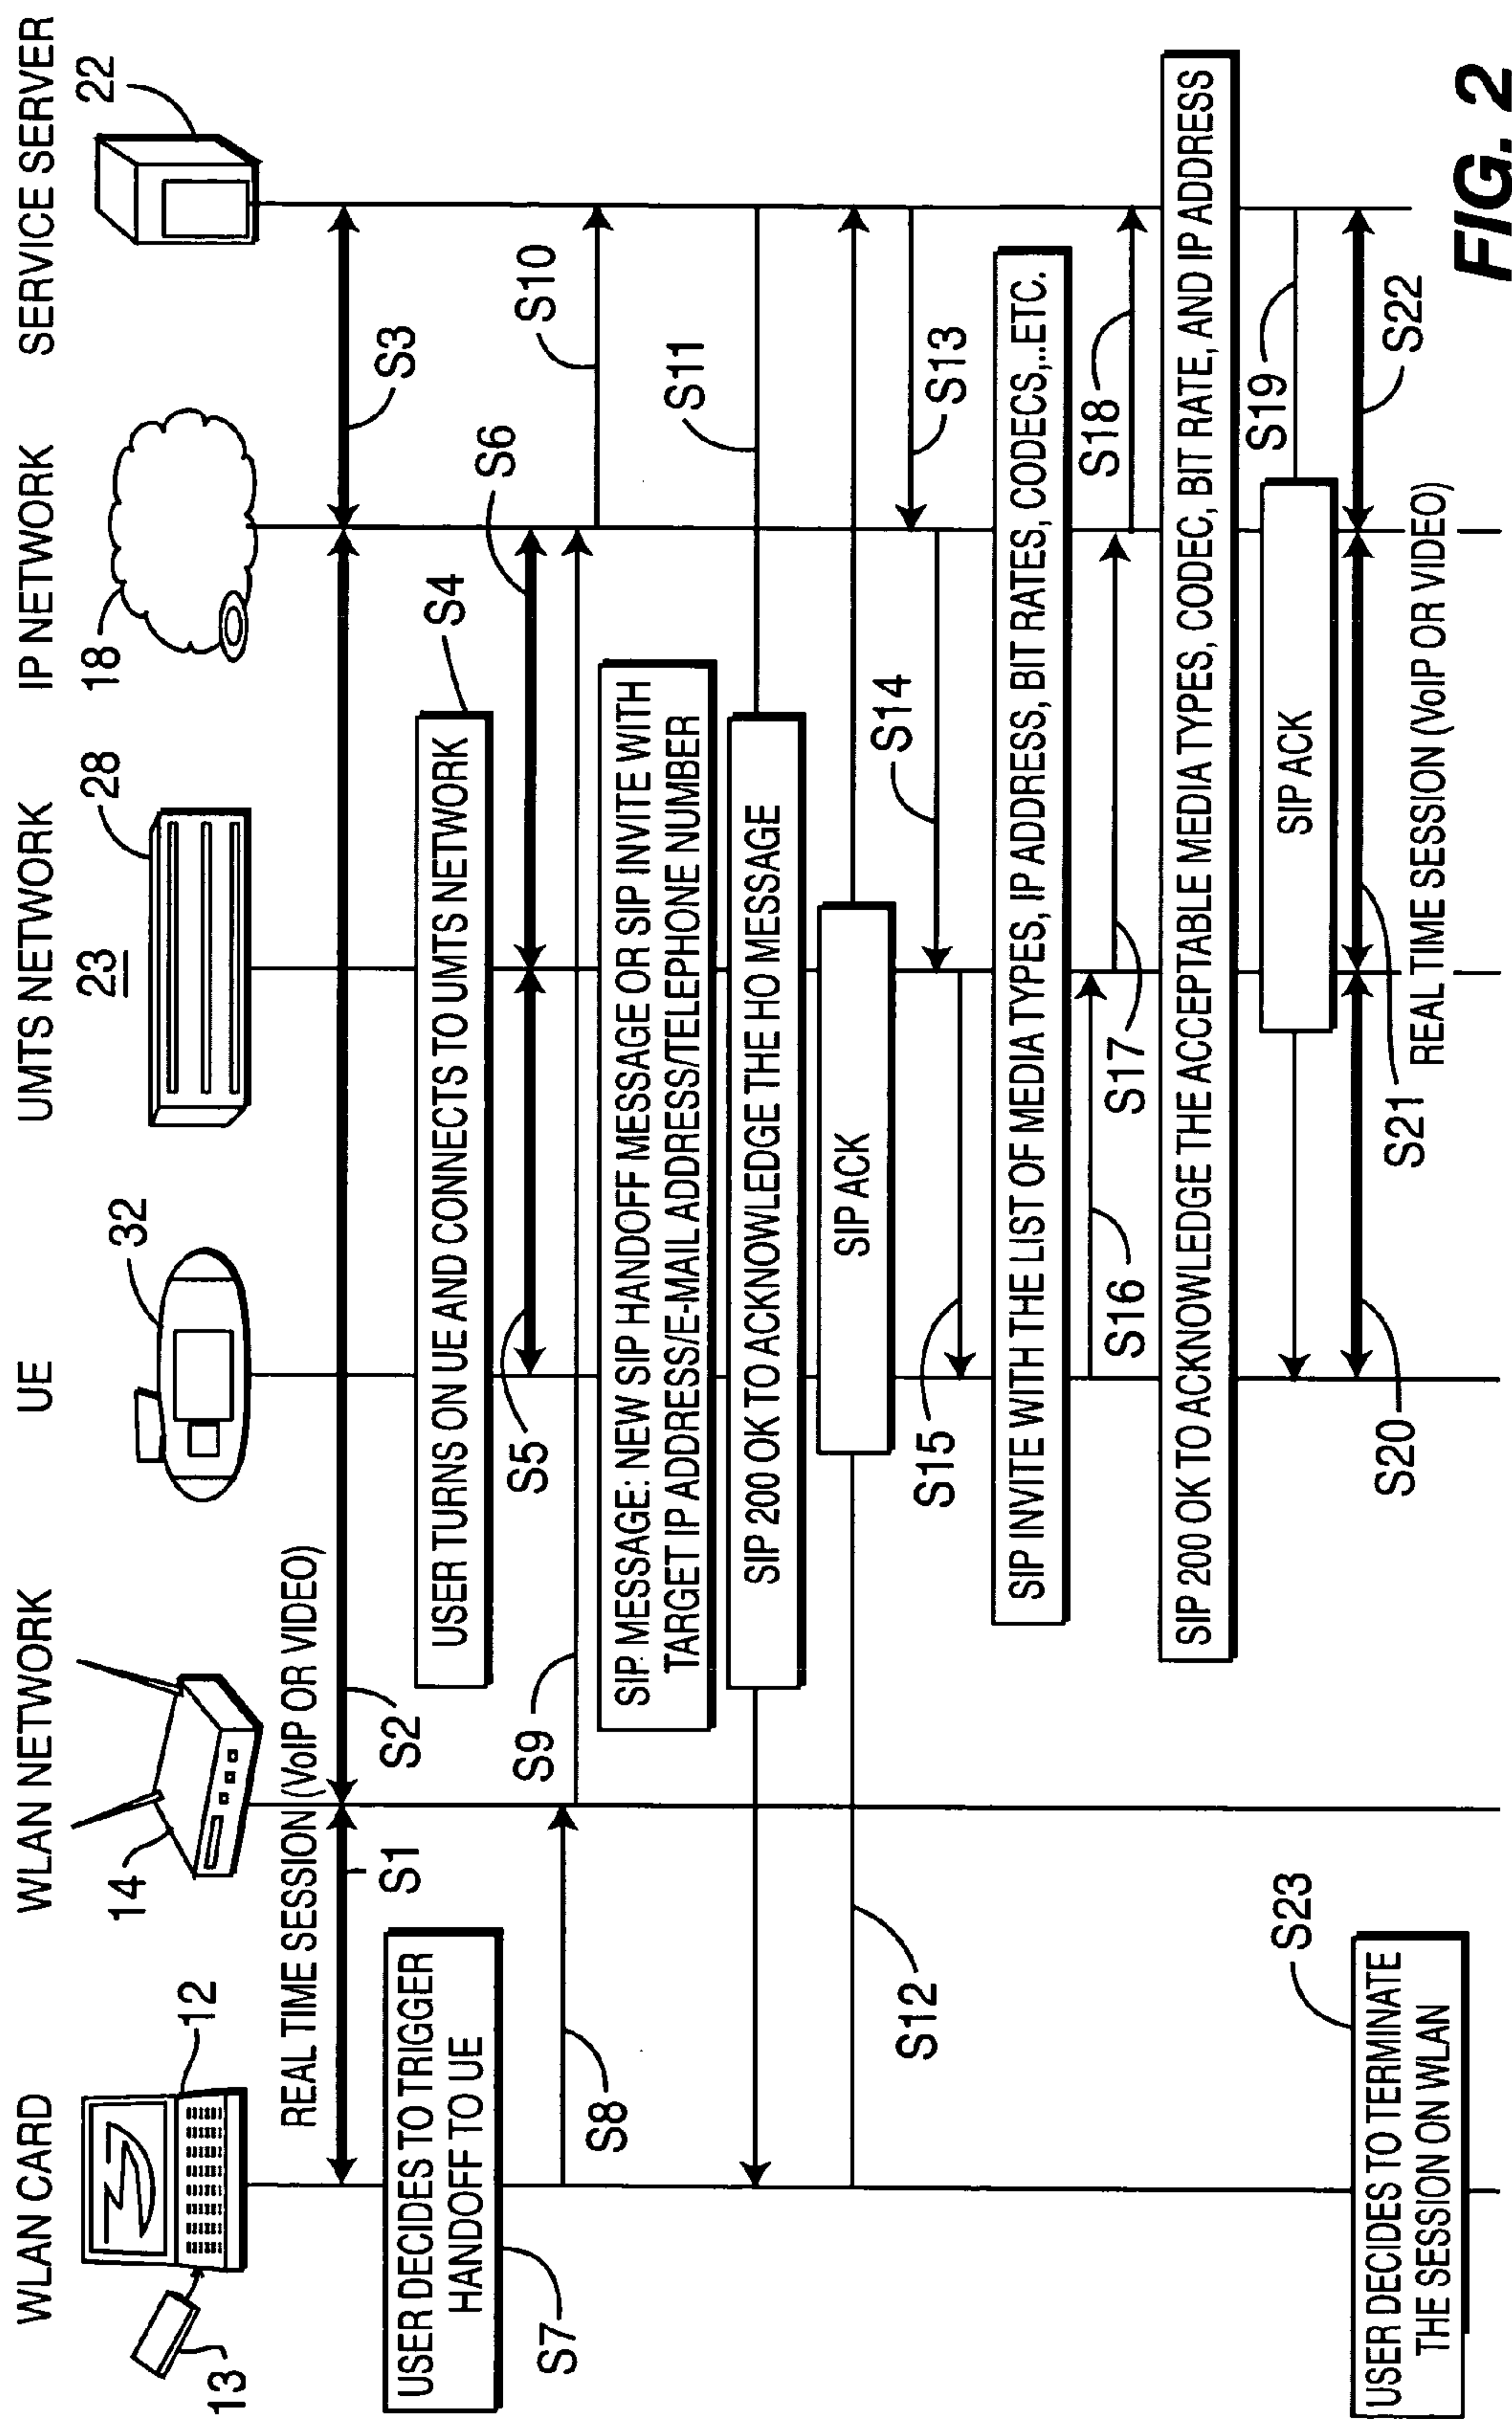 WLAN CARD
WLAN NETWORK
UE
UMTS NETWORK
IP NETWORK
SERVICE SERVER
13
12
14
32
23
28
18
22
REAL TIME SESSION (VoIP OR VIDEO)
S1
S2
S3
USER DECIDES TO TRIGGER
HANDOFF TO UE
S7
USER TURNS ON UE AND CONNECTS TO UMTS NETWORK
S4
S5
S6
S8
S9
S10
SIP MESSAGE: NEW SIP HANDOFF MESSAGE OR SIP INVITE WITH
TARGET IP ADDRESS/E-MAIL ADDRESS/TELEPHONE NUMBER
SIP 200 OK TO ACKNOWLEDGE THE HO MESSAGE
S11
SIP ACK
S12
S13
S14
S15
SIP INVITE WITH THE LIST OF MEDIA TYPES, IP ADDRESS, BIT RATES, CODECS,..ETC.
S16
S17
S18
SIP 200 OK TO ACKNOWLEDGE THE ACCEPTABLE MEDIA TYPES, CODEC, BIT RATE, AND IP ADDRESS
SIP ACK
S19
S20
S21
S22
REAL TIME SESSION (VoIP OR VIDEO)
USER DECIDES TO TERMINATE
THE SESSION ON WLAN
S23
FIG. 2